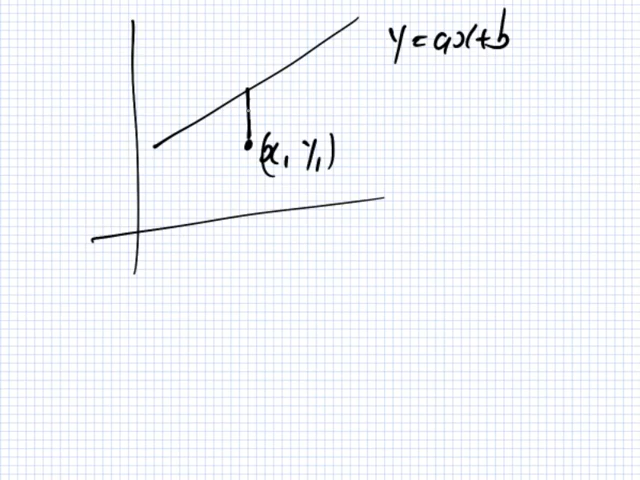 y = ax + b
(x₁ y₁)